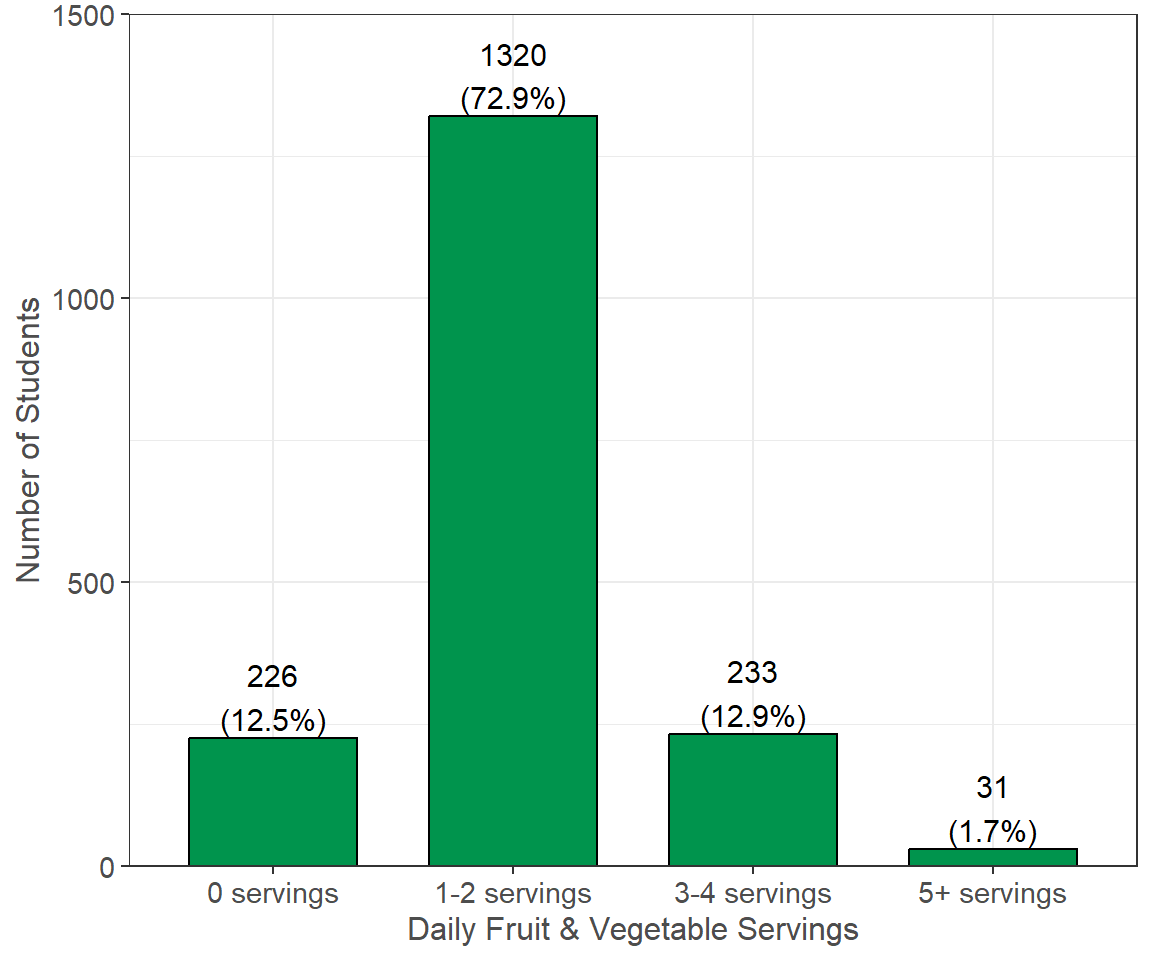 1500
1000
500
0
Number of Students
1320
(72.9%)
226
(12.5%)
233
(12.9%)
31
(1.7%)
0 servings
1-2 servings
3-4 servings
5+ servings
Daily Fruit & Vegetable Servings